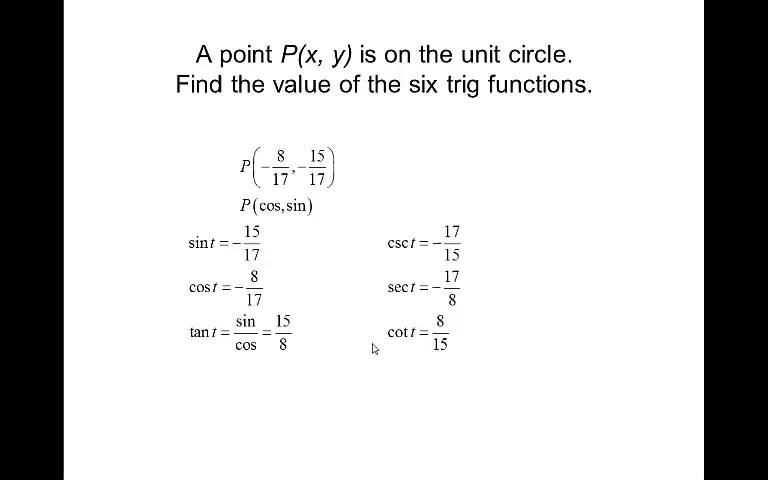 A point P(x, y) is on the unit circle.
Find the value of the six trig functions.
P(-8/17, -15/17)
P(cos, sin)
sin t = -15/17
csc t = -17/15
cos t = -8/17
sec t = -17/8
tan t = sin/cos = 15/8
cot t = 8/15